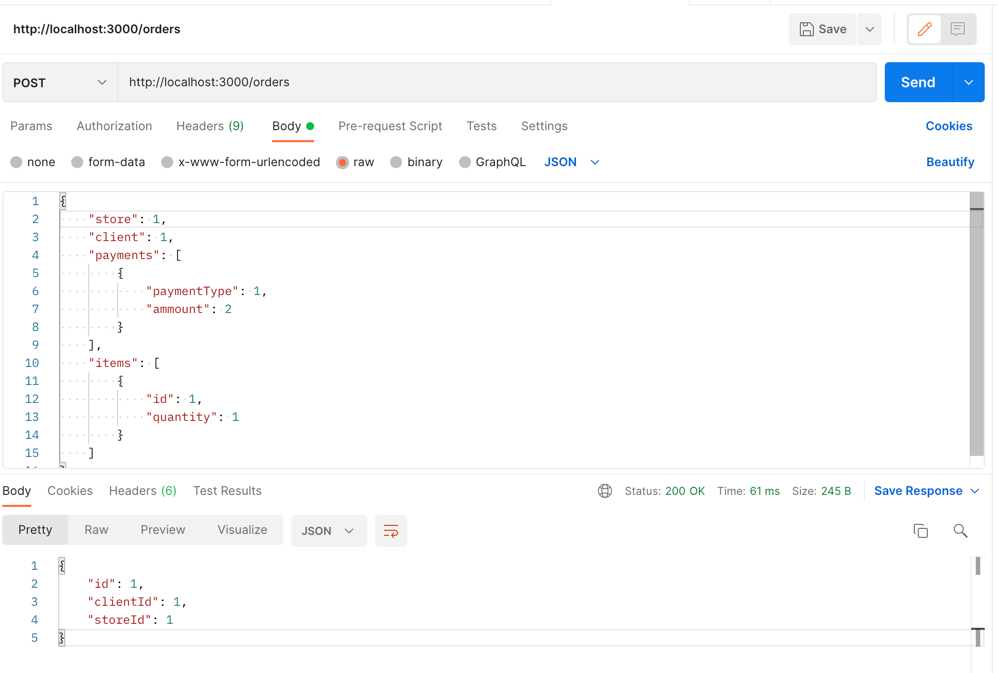 http://localhost:3000/orders
Save
POST
http://localhost:3000/orders
Send
Params Authorization Headers (9) Body Pre-request Script Tests Settings Cookies
none form-data x-www-form-urlencoded raw binary GraphQL JSON Beautify
1 {
2 "store": 1,
3 "client": 1,
4 "payments": [
5 {
6 "paymentType": 1,
7 "ammount": 2
8 }
9 ],
10 "items": [
11 {
12 "id": 1,
13 "quantity": 1
14 }
15 ]
Body Cookies Headers (6) Test Results Status: 200 OK Time: 61 ms Size: 245 B Save Response
Pretty Raw Preview Visualize JSON
1 {
2 "id": 1,
3 "clientId": 1,
4 "storeId": 1
5 }